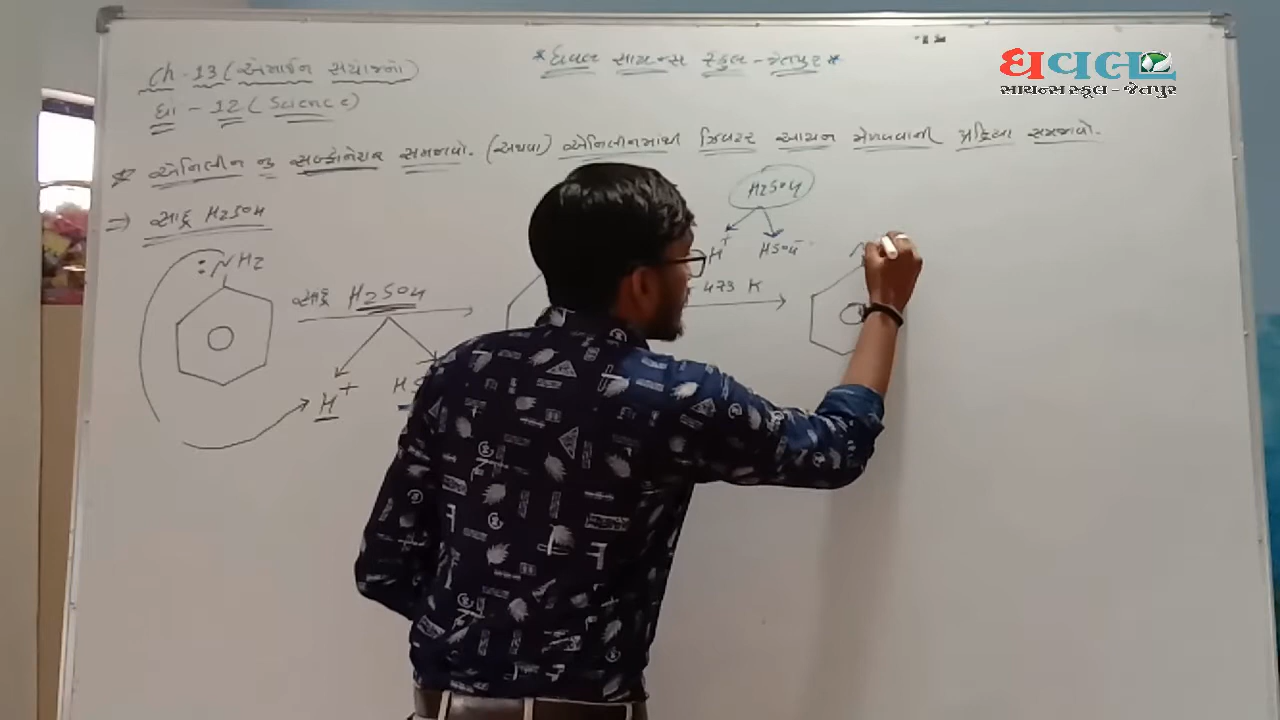 ધવલ
સાયન્સ સ્કૂલ - જેતપુર
* ધવલ સાયન્સ સ્કુલ - જેતપુર *
Ch - 13 ( એમાઈન સંયોજનો )
ધો - 12 ( Science )
* એનિલીન નુ સલ્ફોનેશન સમજાવો. (અથવા) એનિલીનમાંથી ઝિવટર આયન મેળવવાની પ્રક્રિયા સમજાવો.
⇒ સાંદ્ર H2SO4
H2SO4
H+ HSO4-
:NH2
સાંદ્ર H2SO4
473 K
H+